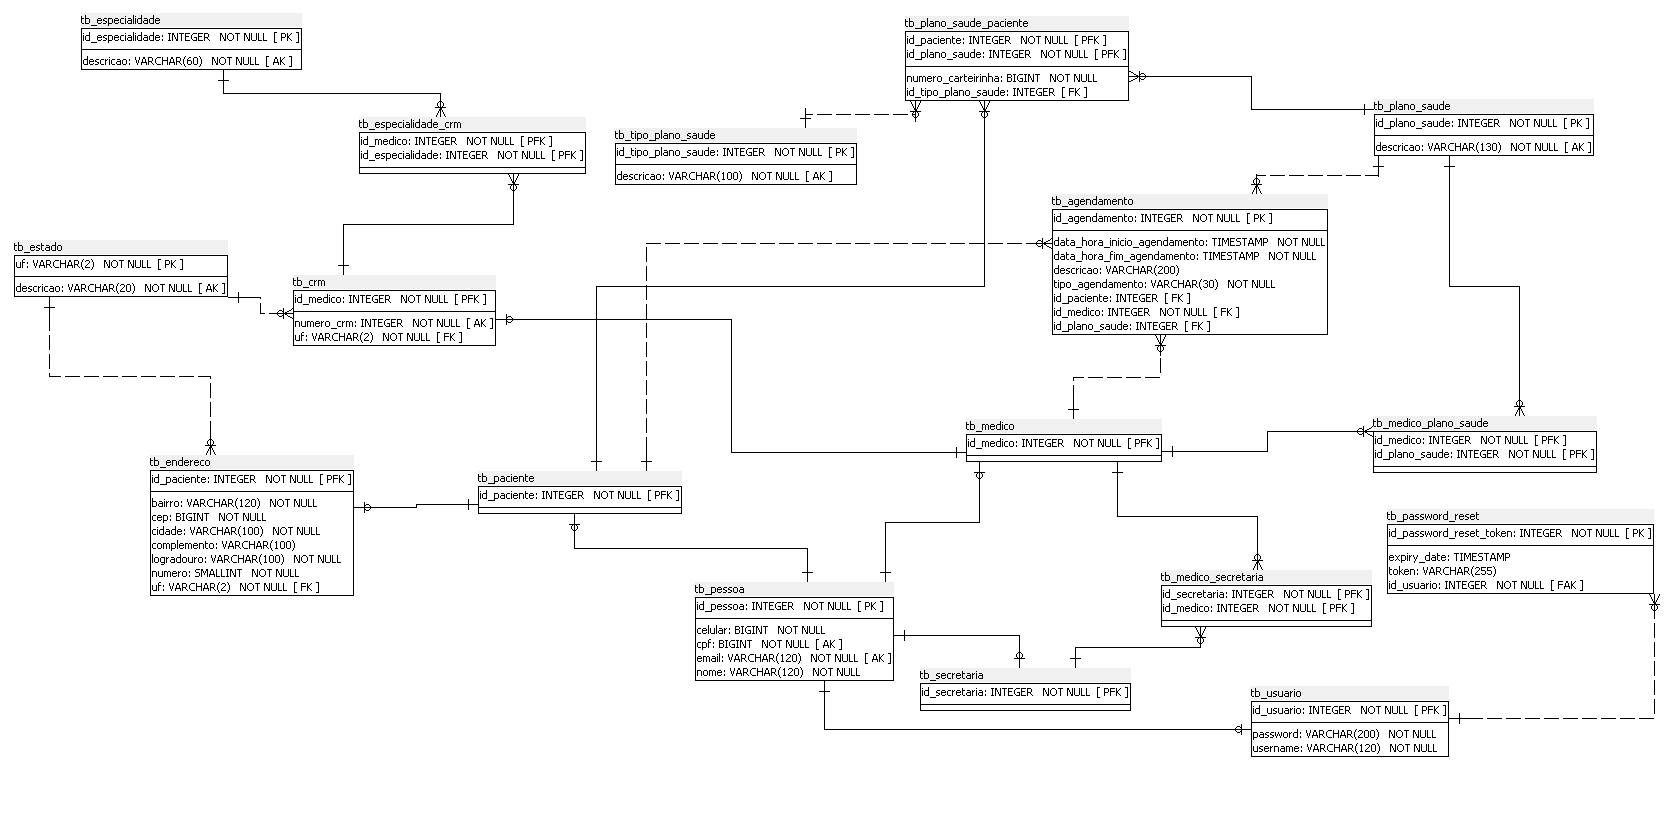 tb_especialidade
id_especialidade: INTEGER NOT NULL [ PK ]
descricao: VARCHAR(60) NOT NULL [ AK ]
tb_plano_saude_paciente
id_paciente: INTEGER NOT NULL [ PFK ]
id_plano_saude: INTEGER NOT NULL [ PFK ]
numero_carteirinha: BIGINT NOT NULL
id_tipo_plano_saude: INTEGER [ FK ]
tb_plano_saude
id_plano_saude: INTEGER NOT NULL [ PK ]
descricao: VARCHAR(130) NOT NULL [ AK ]
tb_especialidade_crm
id_medico: INTEGER NOT NULL [ PFK ]
id_especialidade: INTEGER NOT NULL [ PFK ]
tb_tipo_plano_saude
id_tipo_plano_saude: INTEGER NOT NULL [ PK ]
descricao: VARCHAR(100) NOT NULL [ AK ]
tb_agendamento
id_agendamento: INTEGER NOT NULL [ PK ]
data_hora_inicio_agendamento: TIMESTAMP NOT NULL
data_hora_fim_agendamento: TIMESTAMP NOT NULL
descricao: VARCHAR(200)
tipo_agendamento: VARCHAR(30) NOT NULL
id_paciente: INTEGER [ FK ]
id_medico: INTEGER NOT NULL [ FK ]
id_plano_saude: INTEGER [ FK ]
tb_estado
uf: VARCHAR(2) NOT NULL [ PK ]
descricao: VARCHAR(20) NOT NULL [ AK ]
tb_crm
id_medico: INTEGER NOT NULL [ PFK ]
numero_crm: INTEGER NOT NULL [ AK ]
uf: VARCHAR(2) NOT NULL [ FK ]
tb_medico
id_medico: INTEGER NOT NULL [ PFK ]
tb_medico_plano_saude
id_medico: INTEGER NOT NULL [ PFK ]
id_plano_saude: INTEGER NOT NULL [ PFK ]
tb_endereco
id_paciente: INTEGER NOT NULL [ PFK ]
bairro: VARCHAR(120) NOT NULL
cep: BIGINT NOT NULL
cidade: VARCHAR(100) NOT NULL
complemento: VARCHAR(100)
logradouro: VARCHAR(100) NOT NULL
numero: SMALLINT NOT NULL
uf: VARCHAR(2) NOT NULL [ FK ]
tb_paciente
id_paciente: INTEGER NOT NULL [ PFK ]
tb_password_reset
id_password_reset_token: INTEGER NOT NULL [ PK ]
expiry_date: TIMESTAMP
token: VARCHAR(255)
id_usuario: INTEGER NOT NULL [ FAK ]
tb_pessoa
id_pessoa: INTEGER NOT NULL [ PK ]
celular: BIGINT NOT NULL
cpf: BIGINT NOT NULL [ AK ]
email: VARCHAR(120) NOT NULL [ AK ]
nome: VARCHAR(120) NOT NULL
tb_medico_secretaria
id_secretaria: INTEGER NOT NULL [ PFK ]
id_medico: INTEGER NOT NULL [ PFK ]
tb_secretaria
id_secretaria: INTEGER NOT NULL [ PFK ]
tb_usuario
id_usuario: INTEGER NOT NULL [ PFK ]
password: VARCHAR(200) NOT NULL
username: VARCHAR(120) NOT NULL